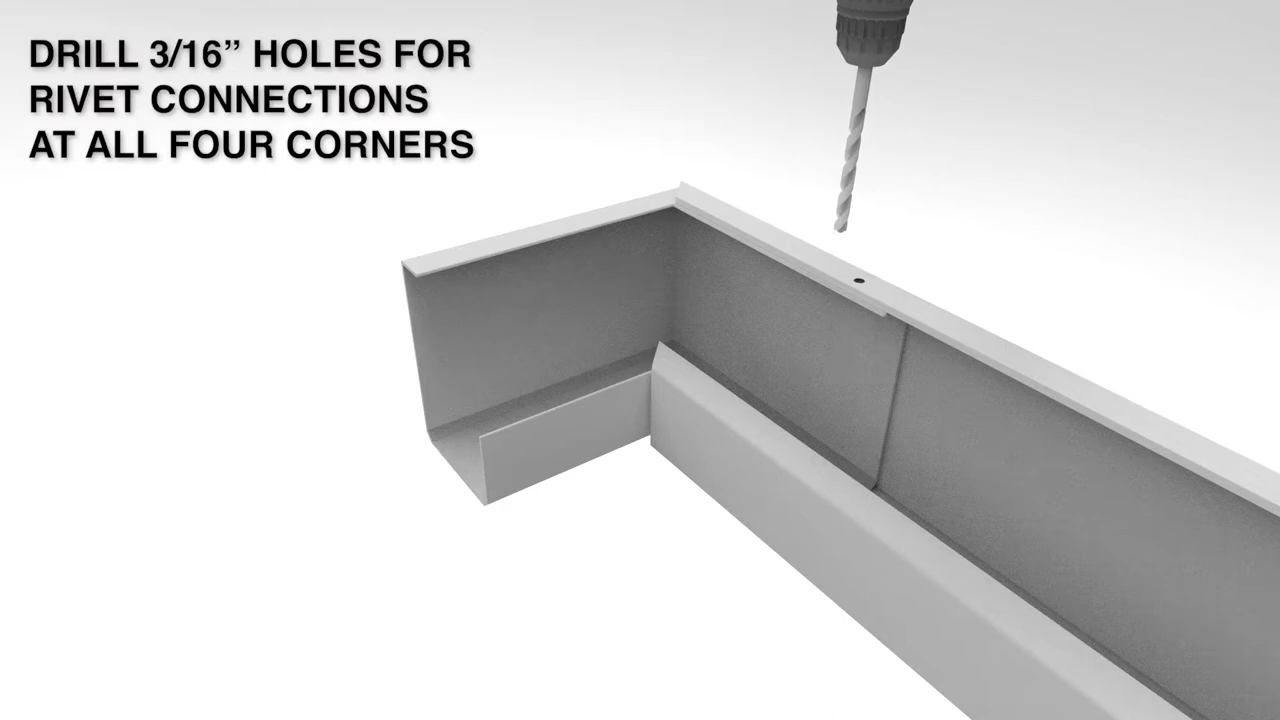 DRILL 3/16” HOLES FOR
RIVET CONNECTIONS
AT ALL FOUR CORNERS